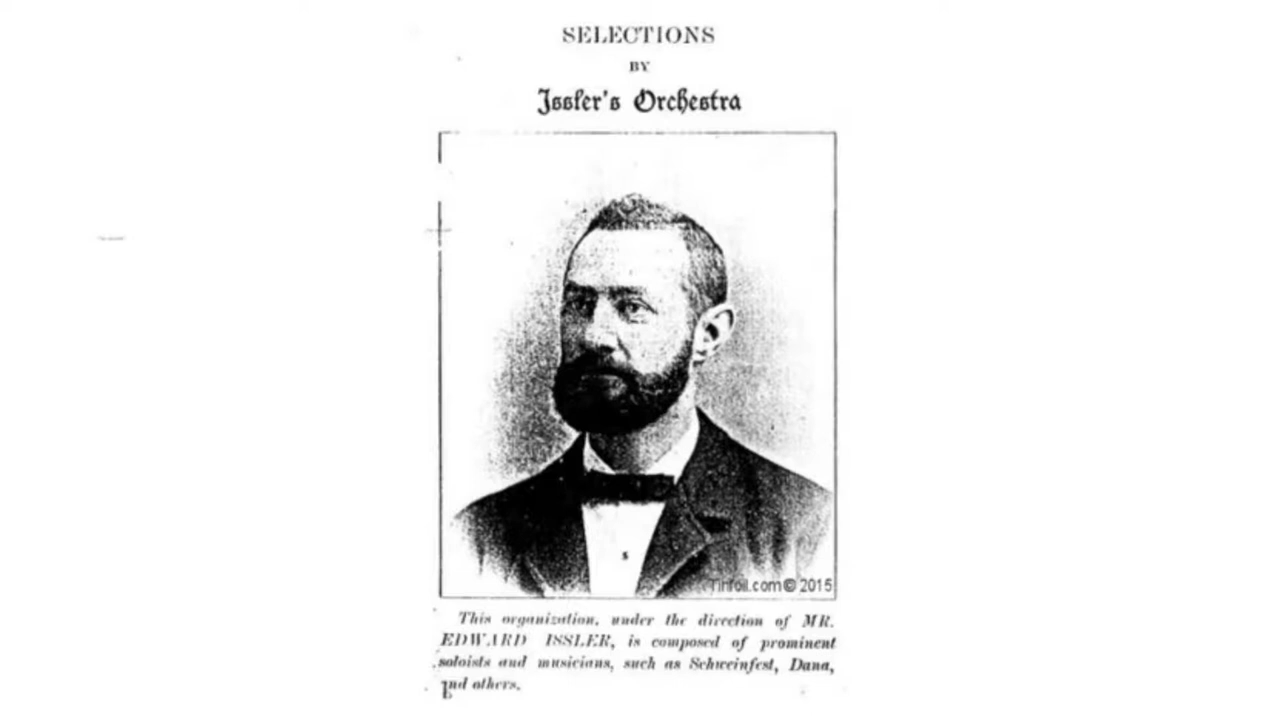 SELECTIONS
BY
Issler's Orchestra
Tinfoil.com© 2015
This organization, under the direction of MR.
EDWARD ISSLER, is composed of prominent
soloists and musicians, such as Schweinfest, Dana,
and others.